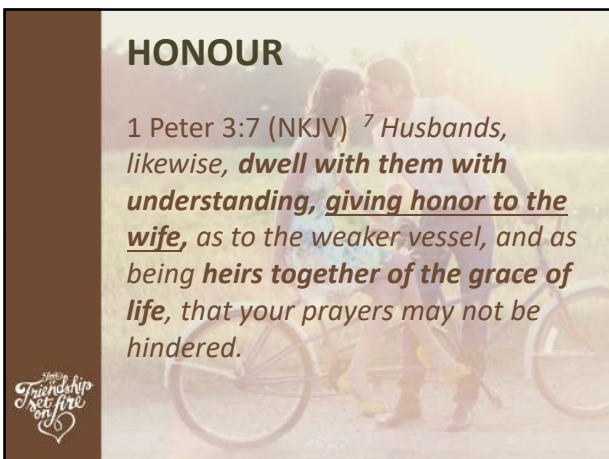 HONOUR
1 Peter 3:7 (NKJV) 7 Husbands,
likewise, dwell with them with
understanding, giving honor to the
wife, as to the weaker vessel, and as
being heirs together of the grace of
life, that your prayers may not be
hindered.
Friendship
set
on fire